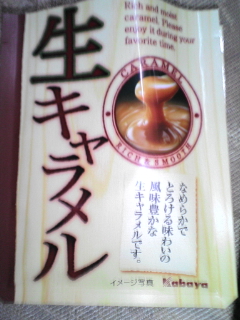 Rich and moist
caramel. Please
enjoy it during your
favorite time.
生キャラメル
CARAMEL
RICH & SMOOTH
なめらかで
とろける味わいの
風味豊かな
生キャラメルです。
イメージ写真
Kabaya